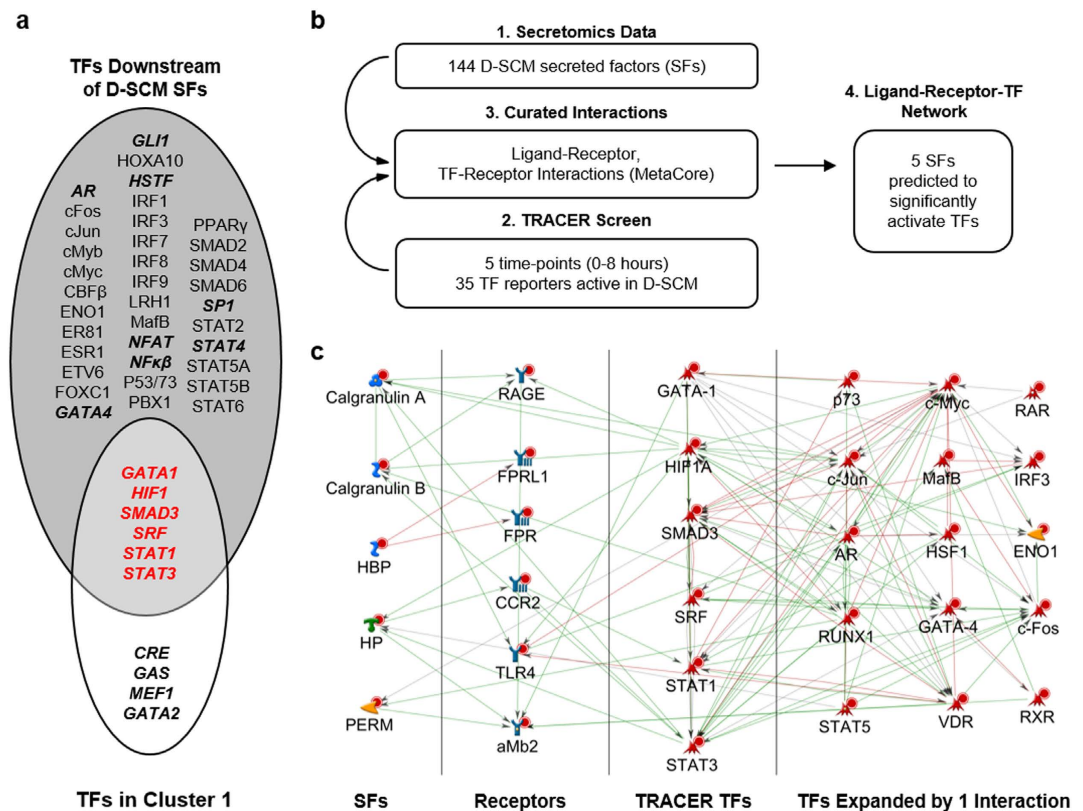 a
TFs Downstream
of D-SCM SFs
AR
cFos
cJun
cMyb
cMyc
CBFβ
ENO1
ER81
ESR1
ETV6
FOXC1
GATA4
GLI1
HOXA10
HSTF
IRF1
IRF3
IRF7
IRF8
IRF9
LRH1
MafB
NFAT
NFκβ
P53/73
PBX1
PPARγ
SMAD2
SMAD4
SMAD6
SP1
STAT2
STAT4
STAT5A
STAT5B
STAT6
GATA1
HIF1
SMAD3
SRF
STAT1
STAT3
CRE
GAS
MEF1
GATA2
TFs in Cluster 1
b
1. Secretomics Data
144 D-SCM secreted factors (SFs)
3. Curated Interactions
Ligand-Receptor,
TF-Receptor Interactions (MetaCore)
2. TRACER Screen
5 time-points (0-8 hours)
35 TF reporters active in D-SCM
4. Ligand-Receptor-TF
Network
5 SFs
predicted to
significantly
activate TFs
c
Calgranulin A
Calgranulin B
HBP
HP
PERM
SFs
RAGE
FPRL1
FPR
CCR2
TLR4
aMb2
Receptors
GATA-1
HIF1A
SMAD3
SRF
STAT1
STAT3
TRACER TFs
p73
c-Jun
AR
RUNX1
STAT5
c-Myc
MafB
HSF1
GATA-4
VDR
RAR
IRF3
ENO1
c-Fos
RXR
TFs Expanded by 1 Interaction